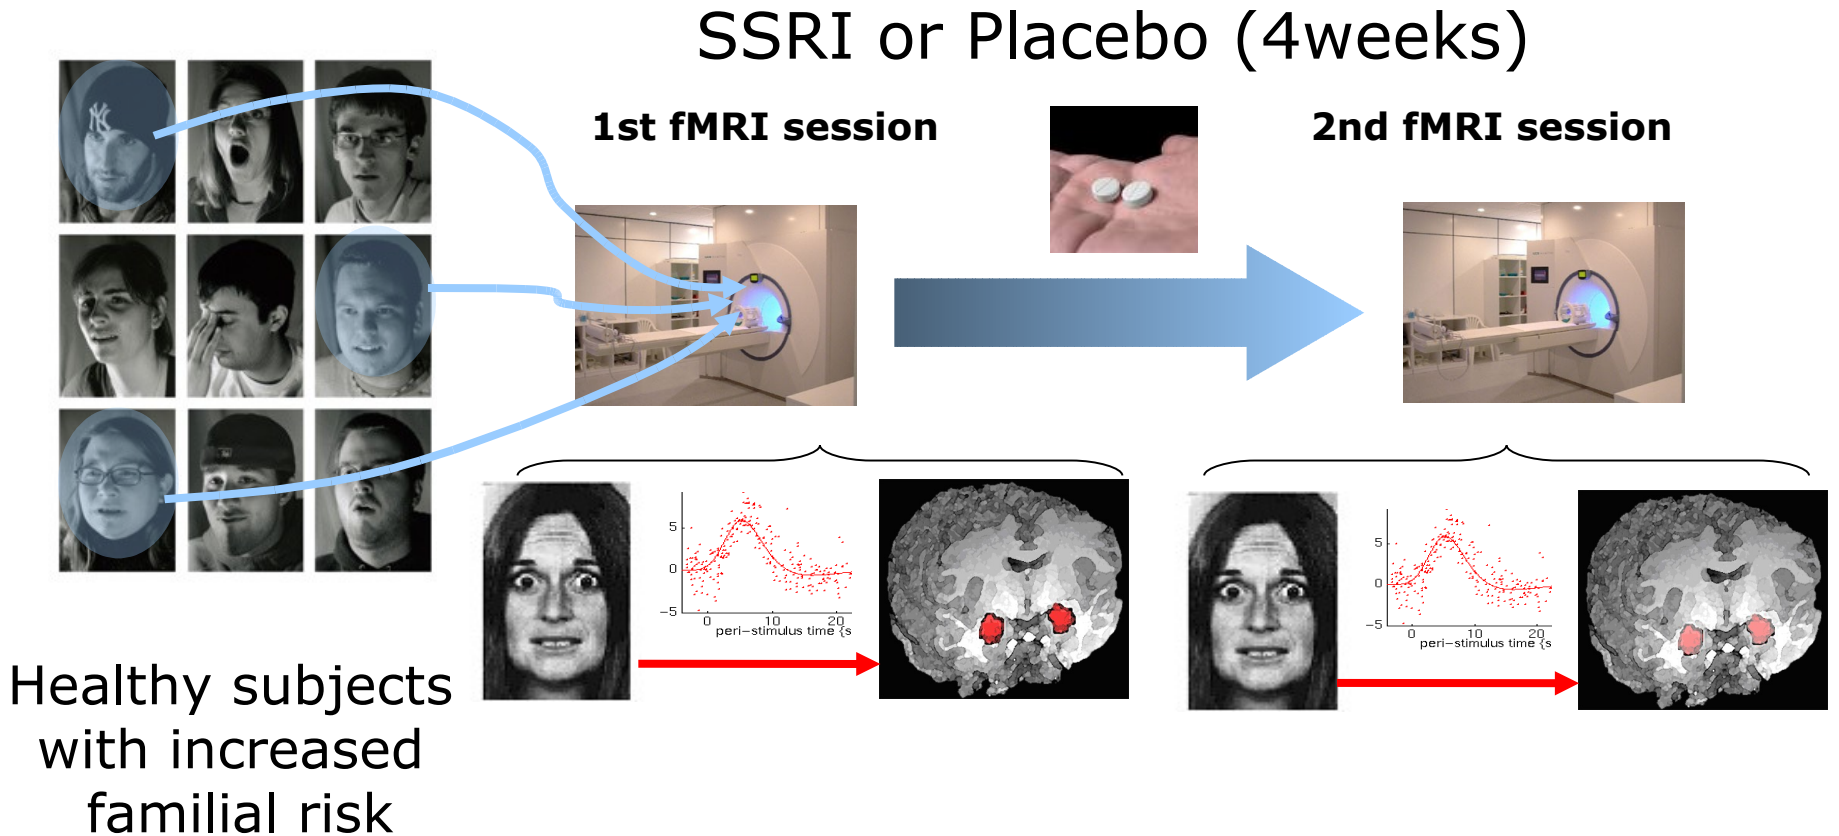 SSRI or Placebo (4weeks)
1st fMRI session
2nd fMRI session
NY
5
0
−5
0
10
20
peri−stimulus time {s
5
0
−5
0
10
20
peri−stimulus time {s
Healthy subjects
with increased
familial risk